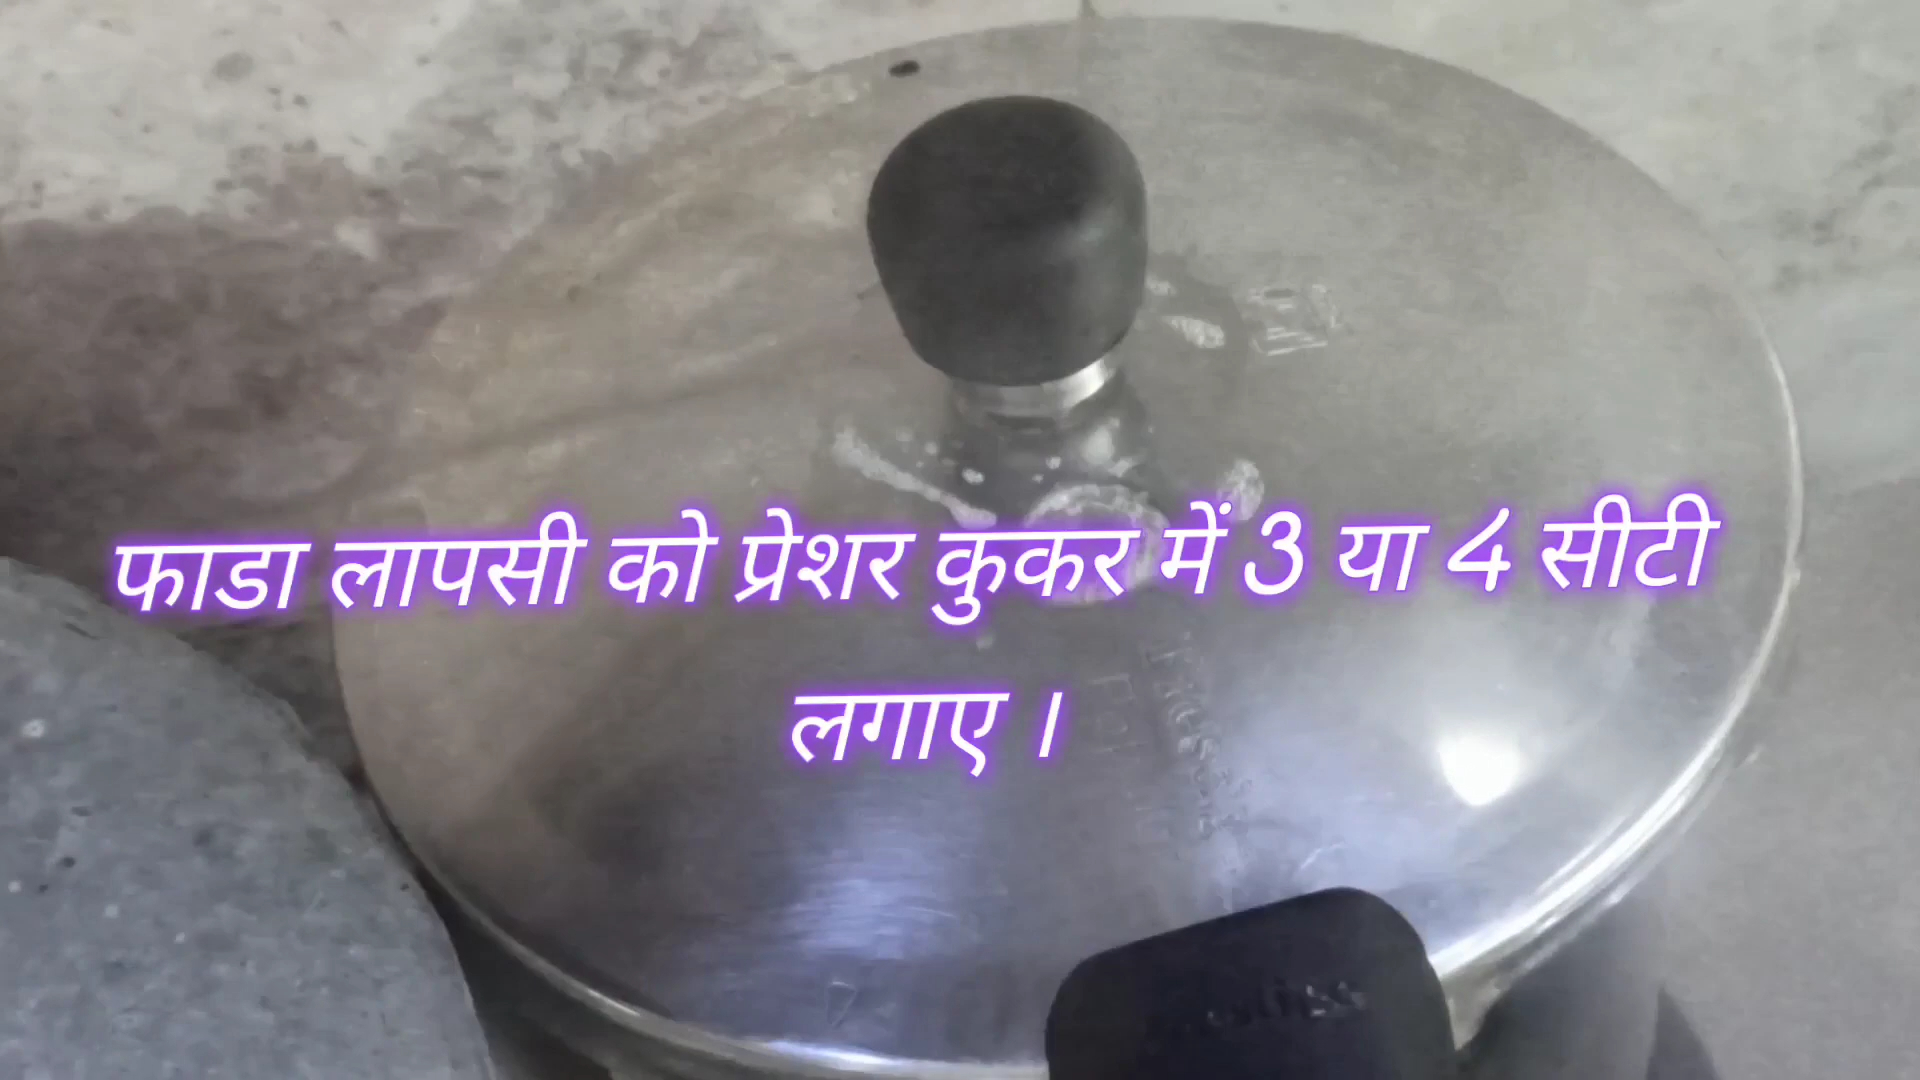 फाडा लापसी को प्रेशर कुकर में 3 या 4 सीटी
लगाए ।